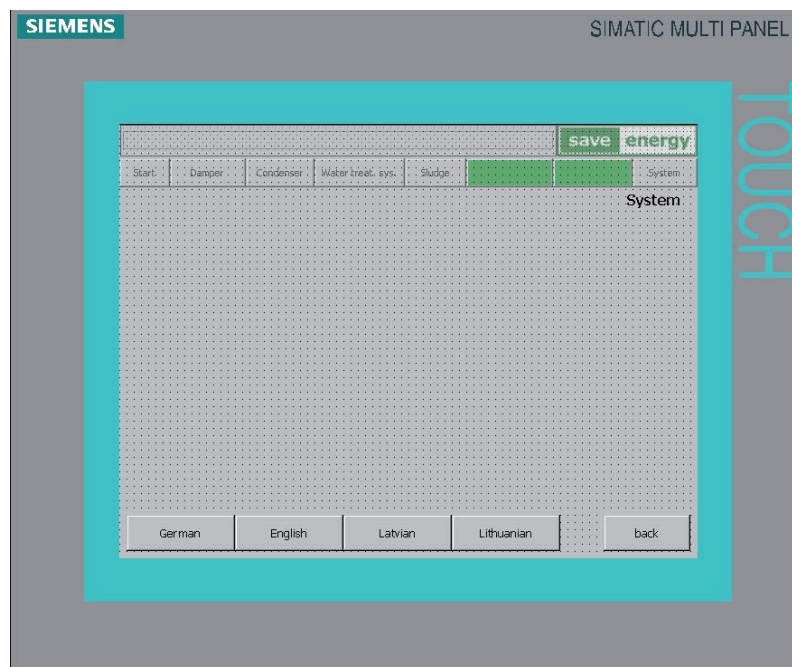 SIEMENS
SIMATIC MULTI PANEL
TOUCH
save energy
Start Damper Condenser Water treat. sys. Sludge System
System
German English Latvian Lithuanian back